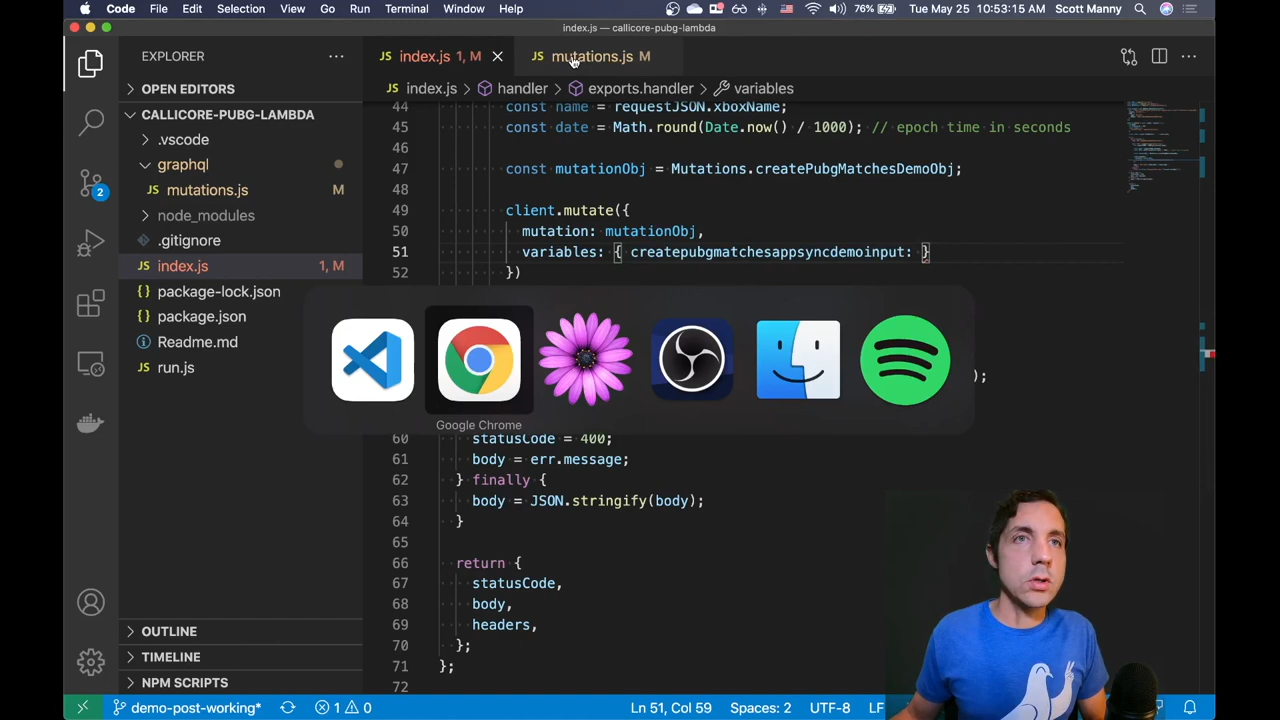 Code File Edit Selection View Go Run Terminal Window Help 76% Tue May 25 10:53:15 AM Scott Manny
index.js — callicore-pubg-lambda
EXPLORER
JS index.js 1, M
JS mutations.js M
JS index.js > handler > exports.handler > variables
OPEN EDITORS
CALLICORE-PUBG-LAMBDA
.vscode
graphql
JS mutations.js M
node_modules
.gitignore
JS index.js 1, M
{} package-lock.json
{} package.json
Readme.md
JS run.js
OUTLINE
TIMELINE
NPM SCRIPTS
2
44 const name = requestJSON.xboxName;
45 const date = Math.round(Date.now() / 1000); // epoch time in seconds
46
47 const mutationObj = Mutations.createPubgMatchesDemoObj;
48
49 client.mutate({
50 mutation: mutationObj,
51 variables: { createpubgmatchesappsyncdemoinput: }
52 })
);
Google Chrome
60 statusCode = 400;
61 body = err.message;
62 } finally {
63 body = JSON.stringify(body);
64 }
65
66 return {
67 statusCode,
68 body,
69 headers,
70 };
71 };
72
demo-post-working* 1 0 Ln 51, Col 59 Spaces: 2 UTF-8 LF